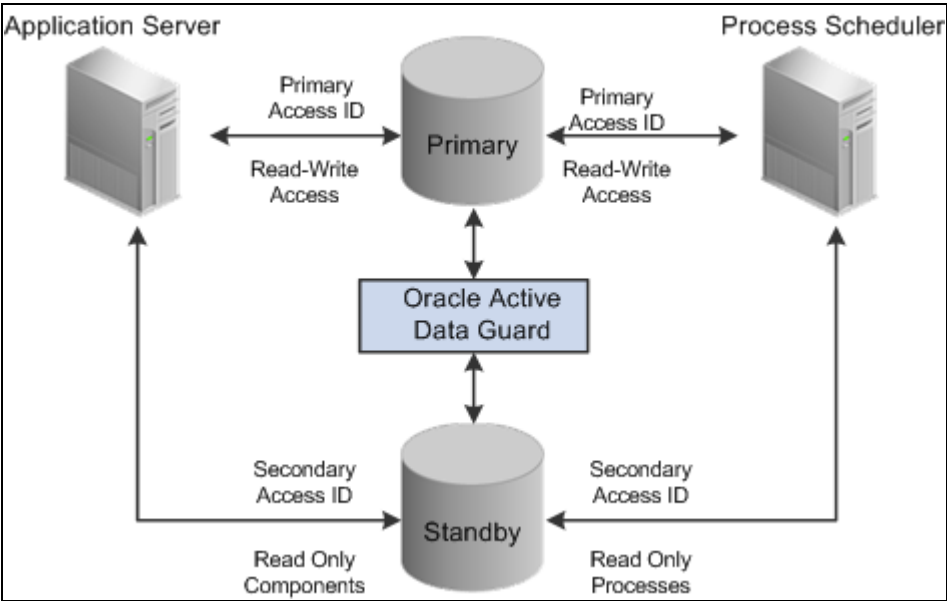 Application Server
Process Scheduler
Primary
Access ID
Read-Write
Access
Primary
Primary
Access ID
Read-Write
Access
Oracle Active
Data Guard
Secondary
Access ID
Read Only
Components
Standby
Secondary
Access ID
Read Only
Processes